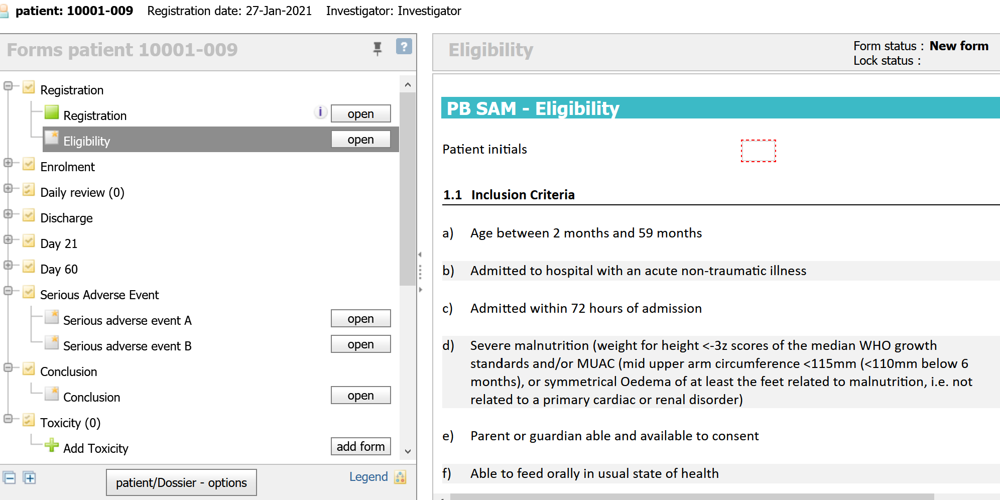 patient: 10001-009 Registration date: 27-Jan-2021 Investigator: Investigator
Forms patient 10001-009
?
Registration
Registration i open
Eligibility open
Enrolment
Daily review (0)
Discharge
Day 21
Day 60
Serious Adverse Event
Serious adverse event A open
Serious adverse event B open
Conclusion
Conclusion open
Toxicity (0)
Add Toxicity add form
patient/Dossier - options
Legend
Eligibility
Form status : New form
Lock status :
PB SAM - Eligibility
Patient initials
1.1 Inclusion Criteria
a) Age between 2 months and 59 months
b) Admitted to hospital with an acute non-traumatic illness
c) Admitted within 72 hours of admission
d) Severe malnutrition (weight for height <-3z scores of the median WHO growth
standards and/or MUAC (mid upper arm circumference <115mm (<110mm below 6
months), or symmetrical Oedema of at least the feet related to malnutrition, i.e. not
related to a primary cardiac or renal disorder)
e) Parent or guardian able and available to consent
f) Able to feed orally in usual state of health